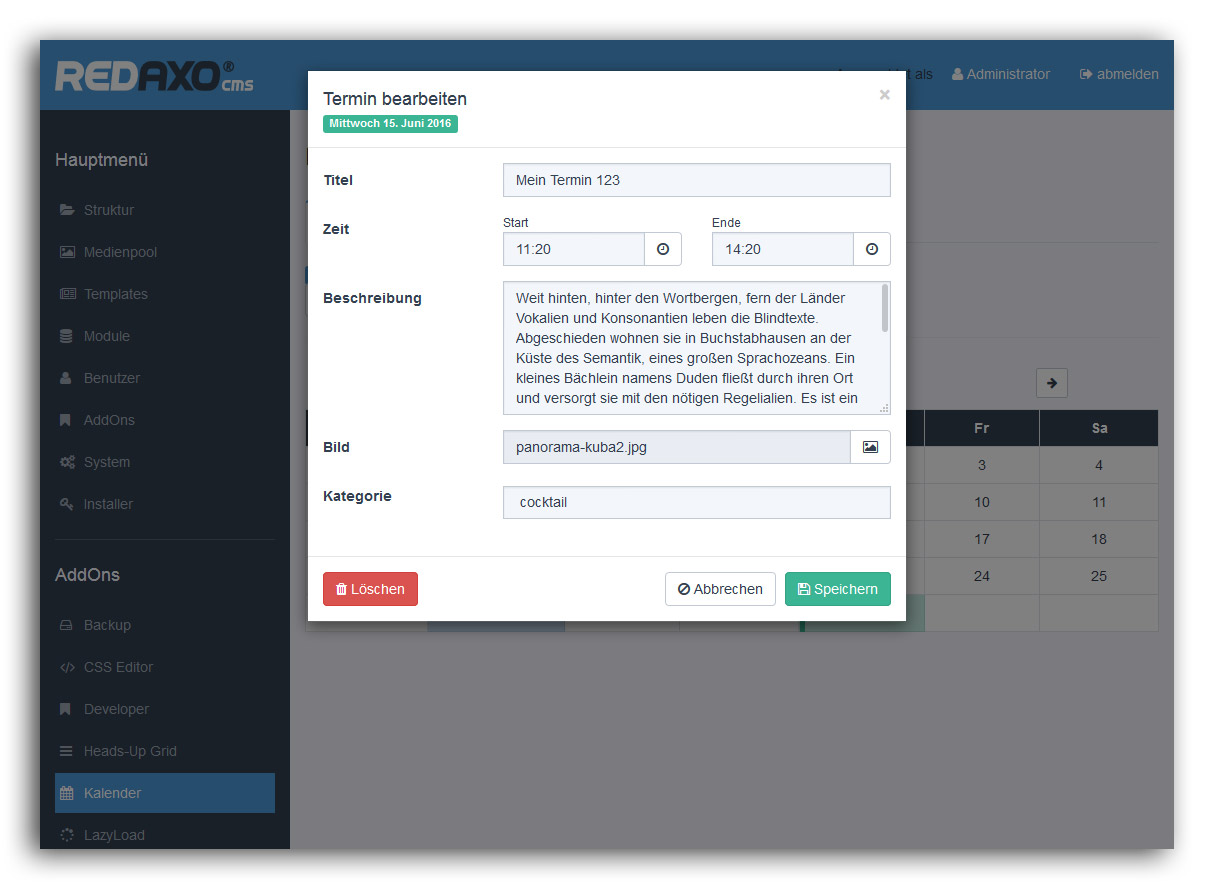 REDAXO® cms
als
Administrator
abmelden
Hauptmenü
Struktur
Medienpool
Templates
Module
Benutzer
AddOns
System
Installer
AddOns
Backup
CSS Editor
Developer
Heads-Up Grid
Kalender
LazyLoad
Termin bearbeiten
×
Mittwoch 15. Juni 2016
Titel
Mein Termin 123
Zeit
Start
Ende
11:20
14:20
Beschreibung
Weit hinten, hinter den Wortbergen, fern der Länder
Vokalien und Konsonantien leben die Blindtexte.
Abgeschieden wohnen sie in Buchstabhausen an der
Küste des Semantik, eines großen Sprachozeans. Ein
kleines Bächlein namens Duden fließt durch ihren Ort
und versorgt sie mit den nötigen Regelialien. Es ist ein
Bild
panorama-kuba2.jpg
Kategorie
cocktail
Löschen
Abbrechen
Speichern
Fr Sa
3 4
10 11
17 18
24 25